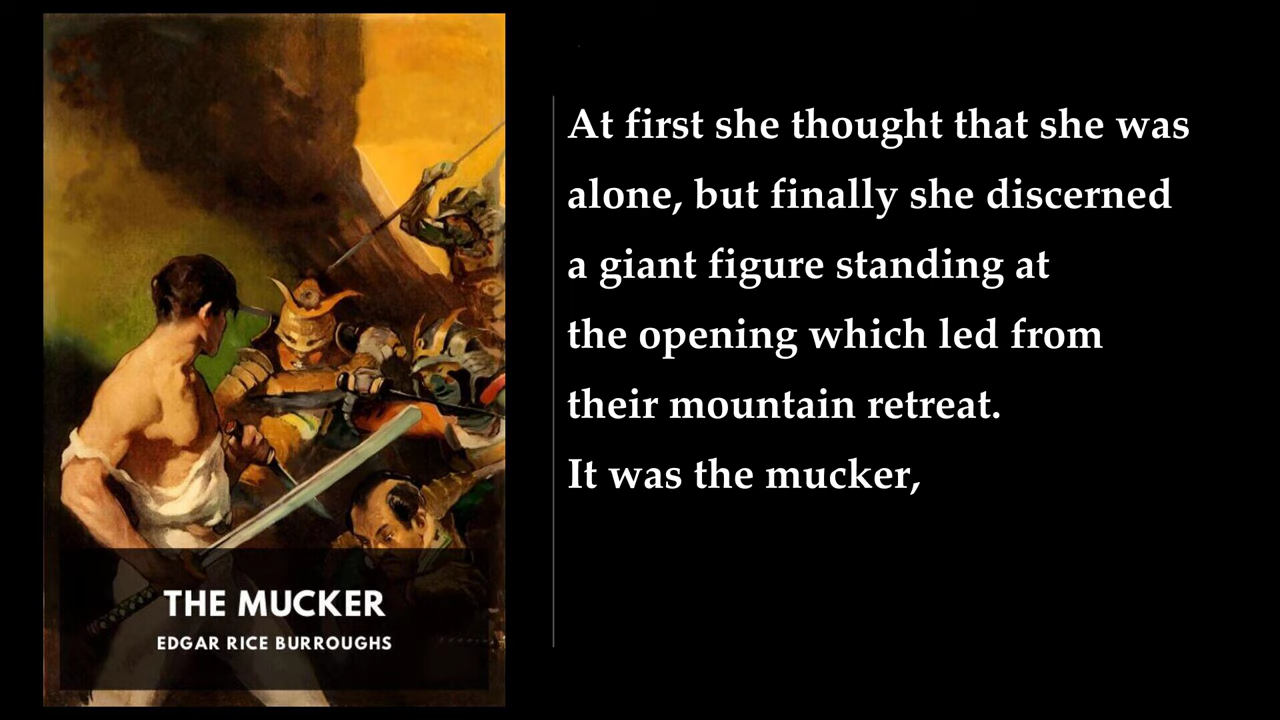 THE MUCKER
EDGAR RICE BURROUGHS
At first she thought that she was
alone, but finally she discerned
a giant figure standing at
the opening which led from
their mountain retreat.
It was the mucker,